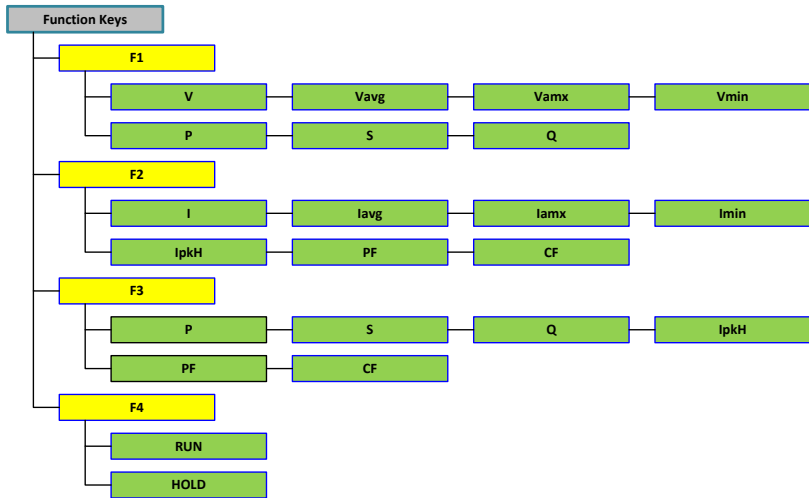 Function Keys
F1
V Vavg Vamx Vmin
P S Q
F2
I Iavg Iamx Imin
IpkH PF CF
F3
P S Q IpkH
PF CF
F4
RUN
HOLD